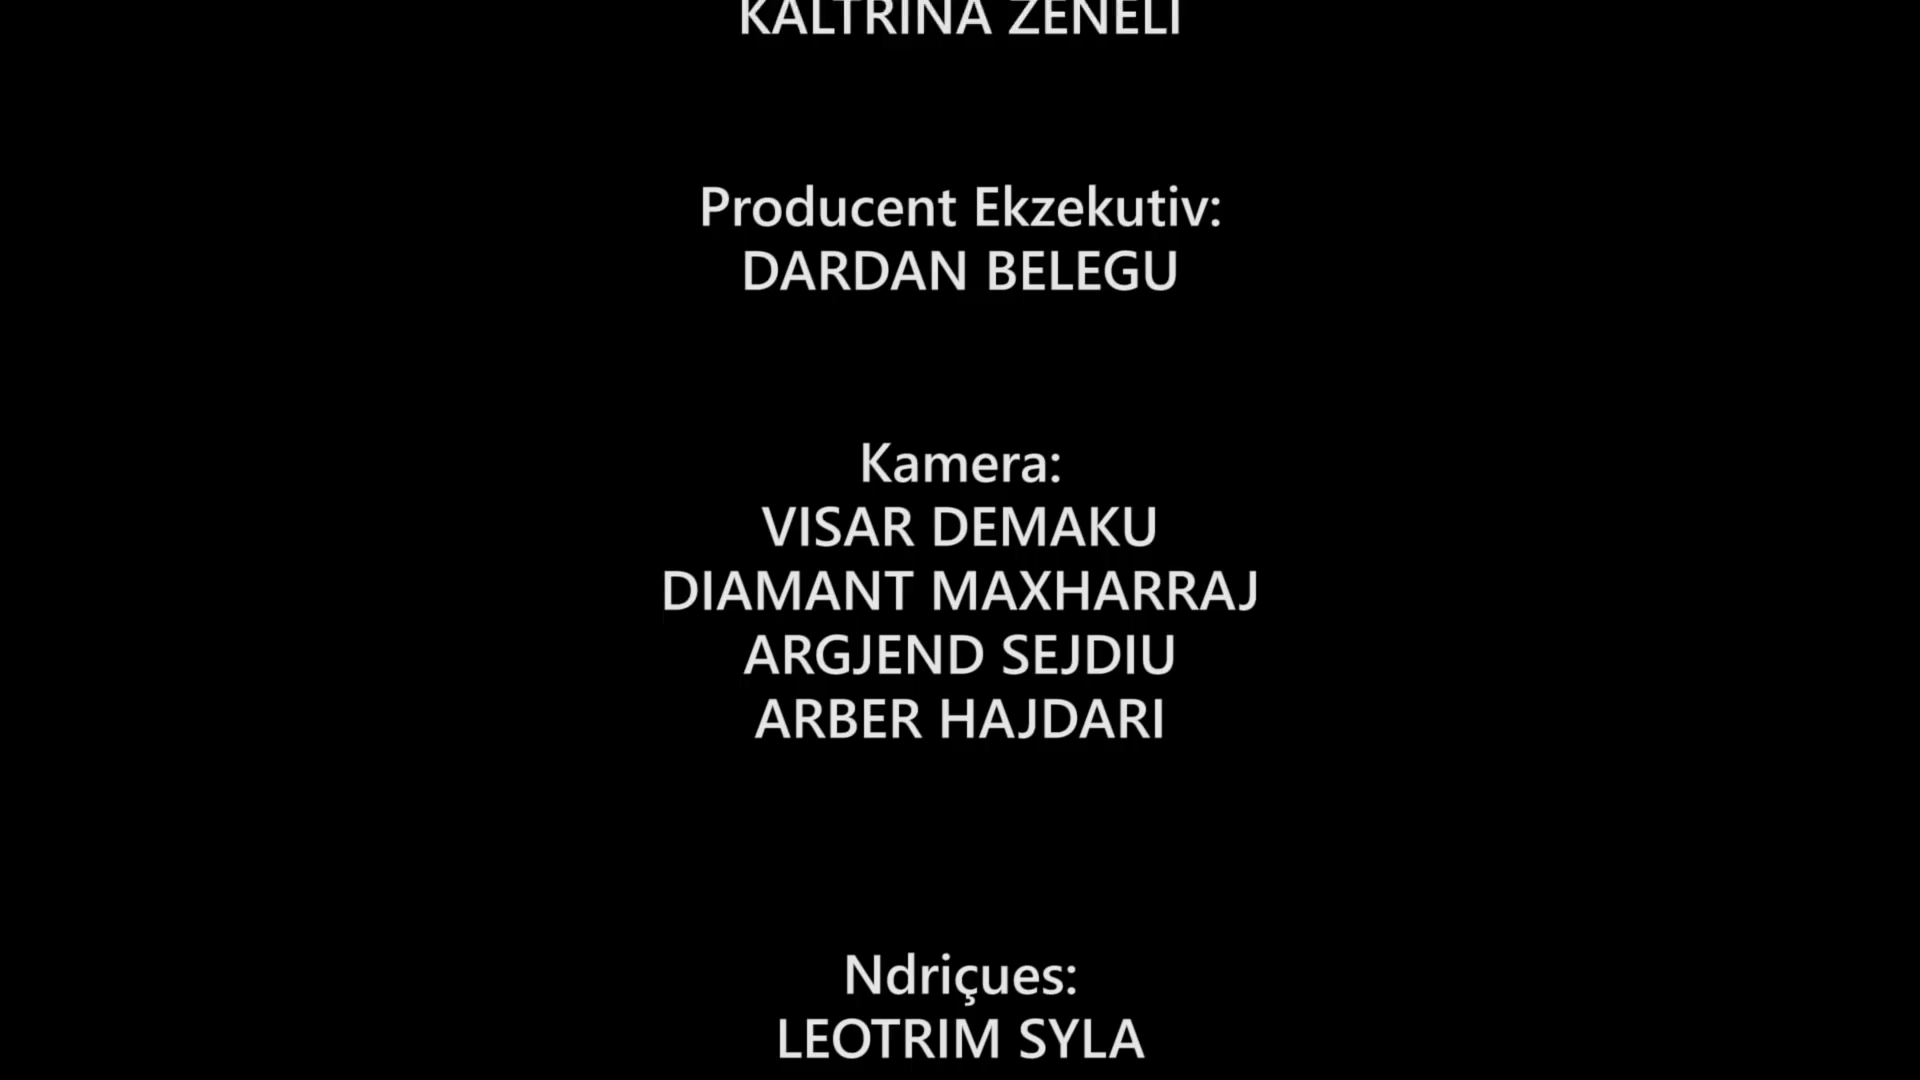 KALTRINA ZENELI
Producent Ekzekutiv:
DARDAN BELEGU
Kamera:
VISAR DEMAKU
DIAMANT MAXHARRAJ
ARGJEND SEJDIU
ARBER HAJDARI
Ndriçues:
LEOTRIM SYLA